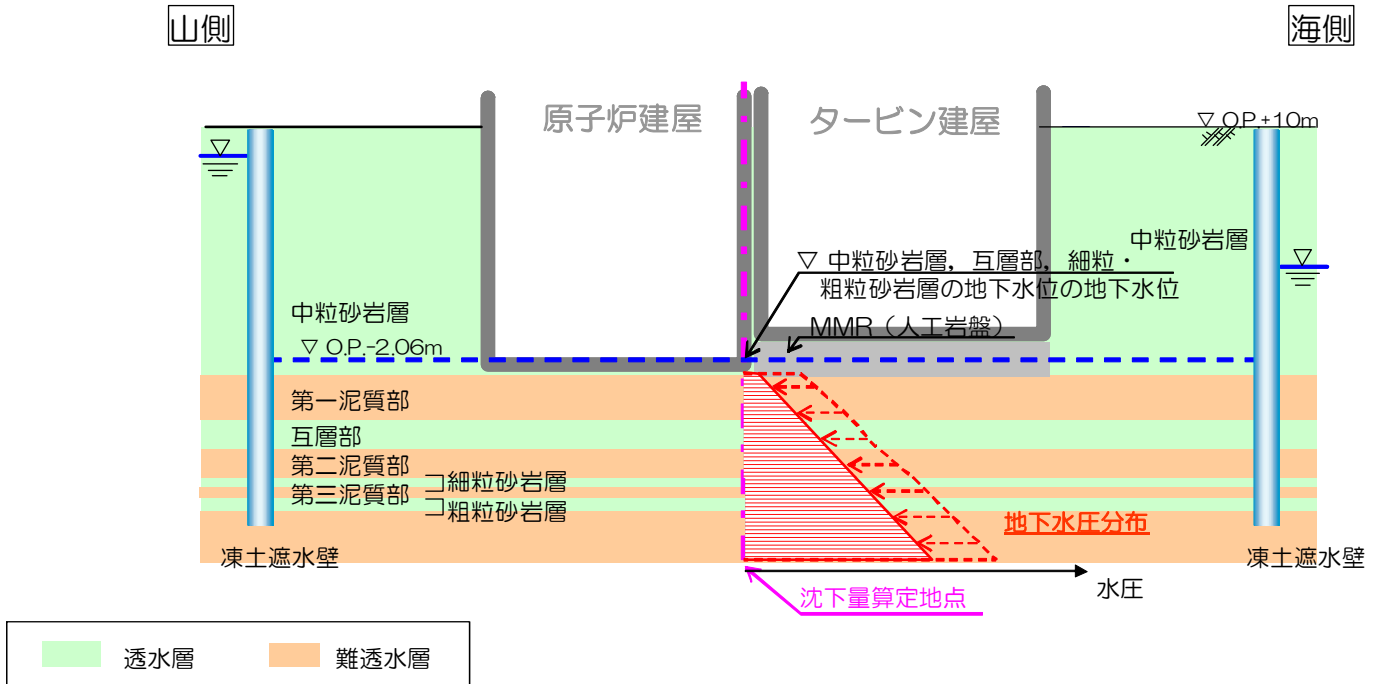 山側
海側
原子炉建屋
タービン建屋
▽ O.P.+10m
中粒砂岩層
▽ 中粒砂岩層，互層部，細粒・
粗粒砂岩層の地下水位の地下水位
中粒砂岩層
▽ O.P.-2.06m
MMR（人工岩盤）
第一泥質部
互層部
第二泥質部
細粒砂岩層
第三泥質部
粗粒砂岩層
地下水圧分布
凍土遮水壁
凍土遮水壁
水圧
沈下量算定地点
透水層
難透水層